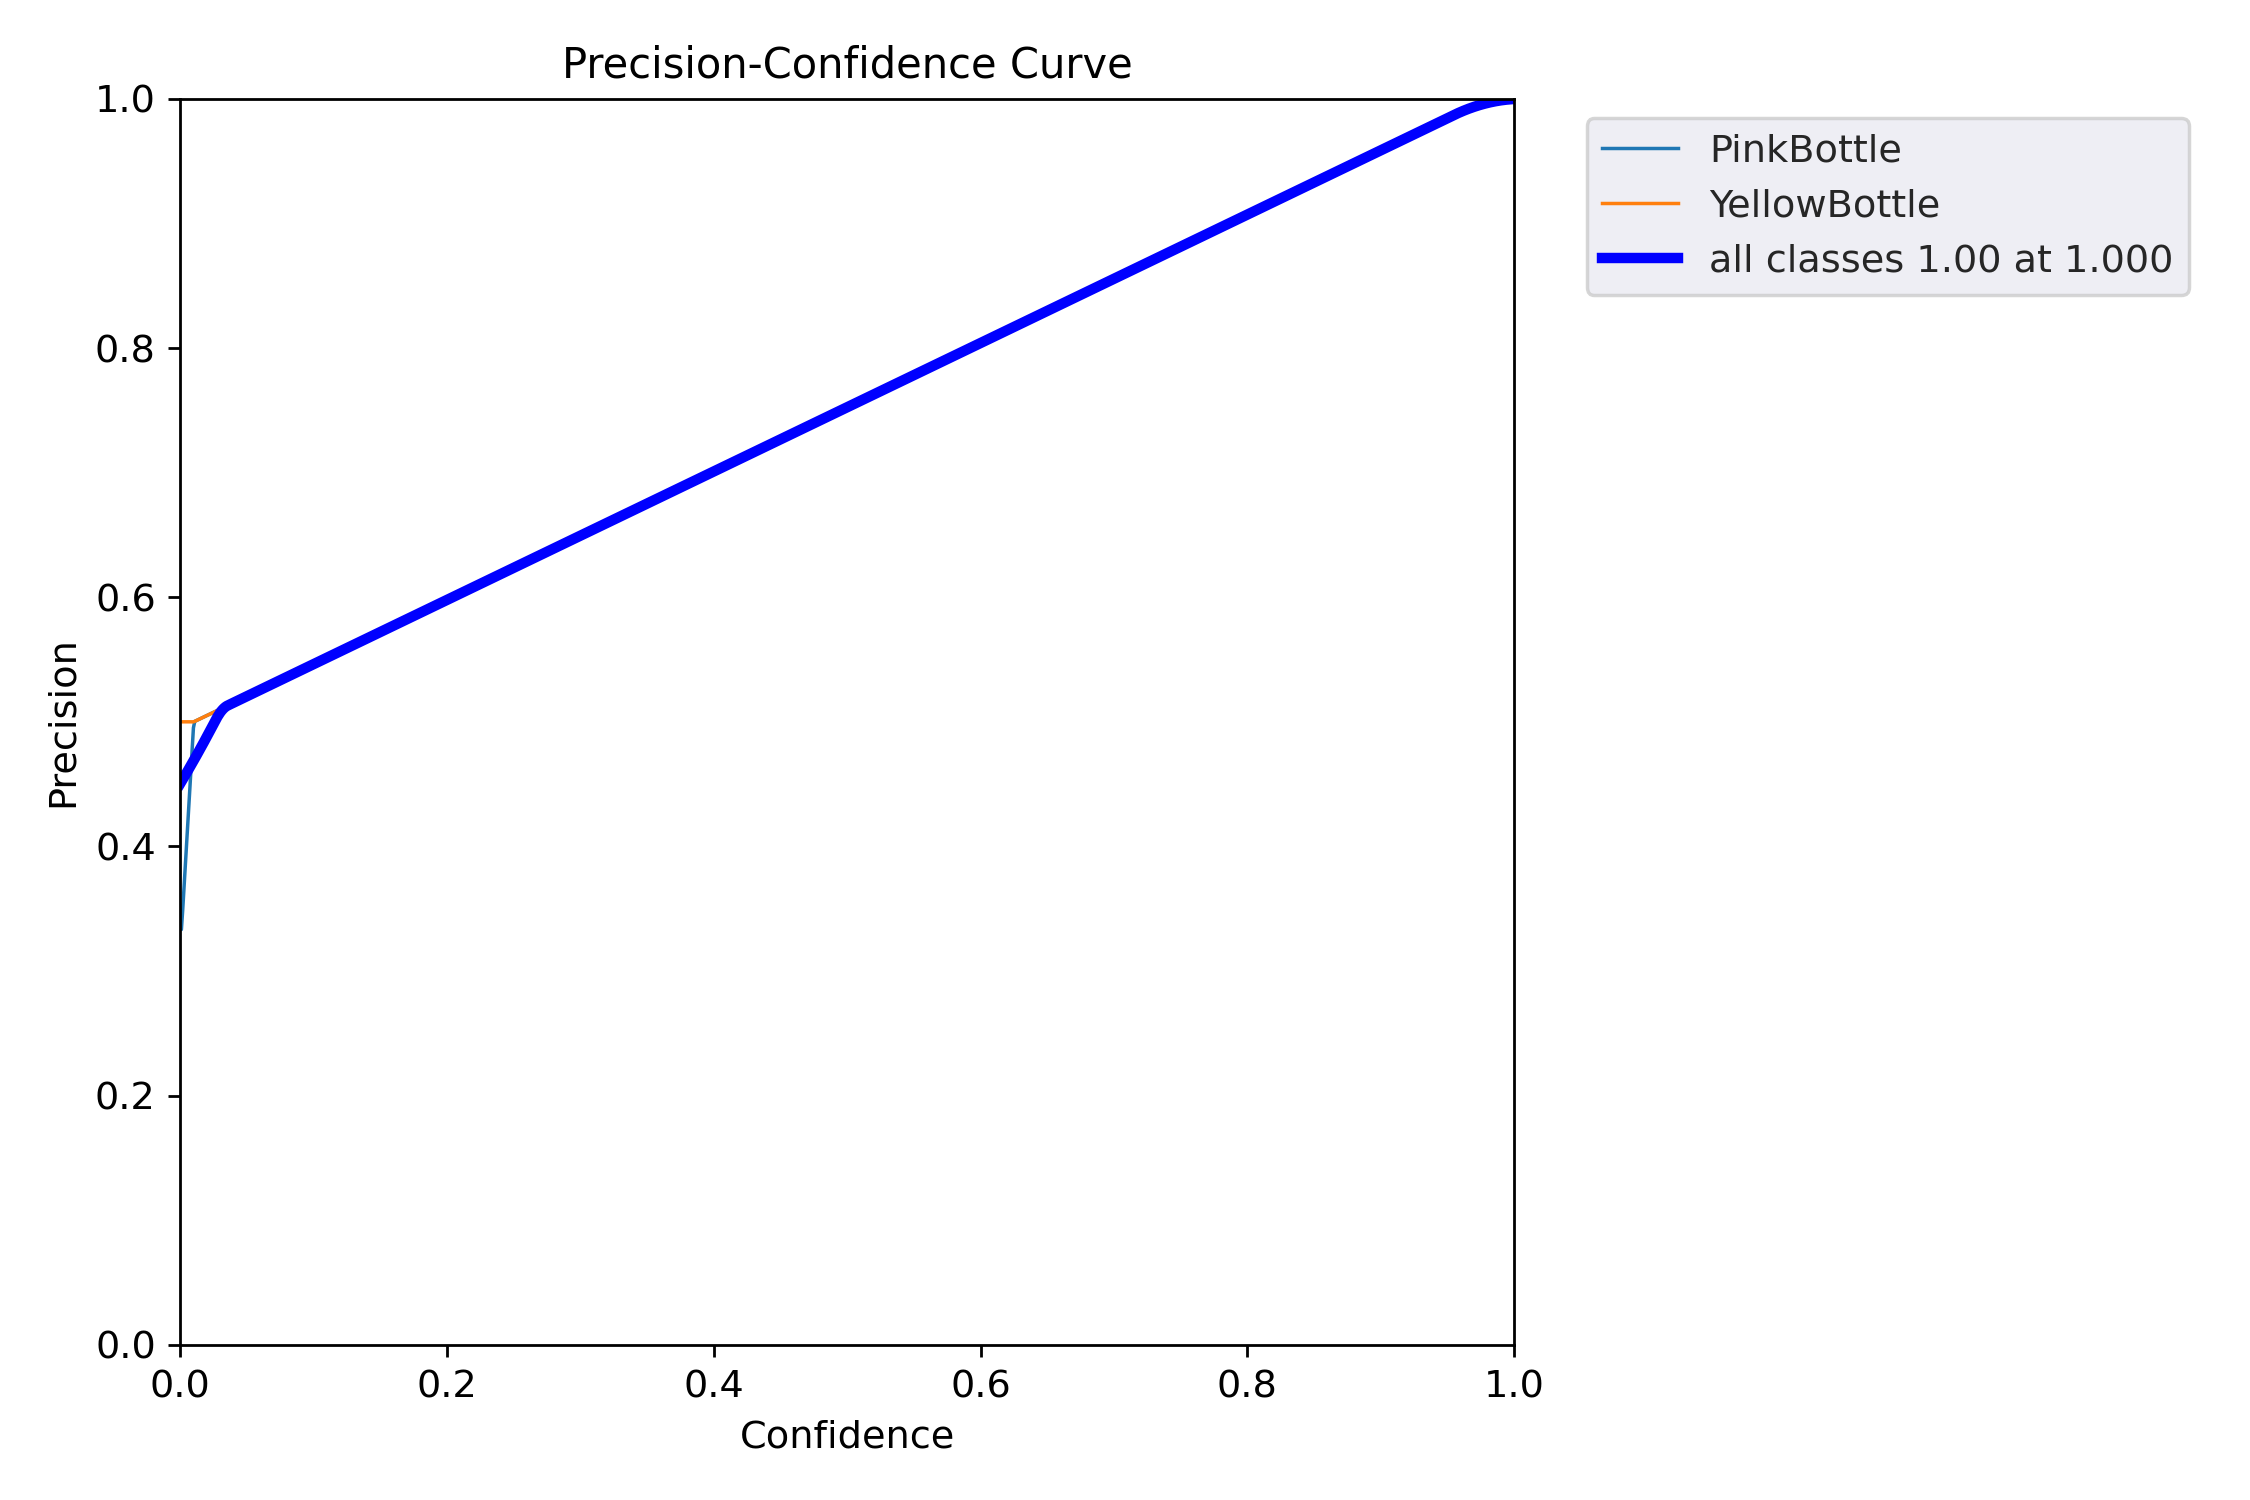 Precision-Confidence Curve
1.0
0.8
0.6
0.4
0.2
0.0
Precision
0.0 0.2 0.4 0.6 0.8 1.0
Confidence
PinkBottle
YellowBottle
all classes 1.00 at 1.000